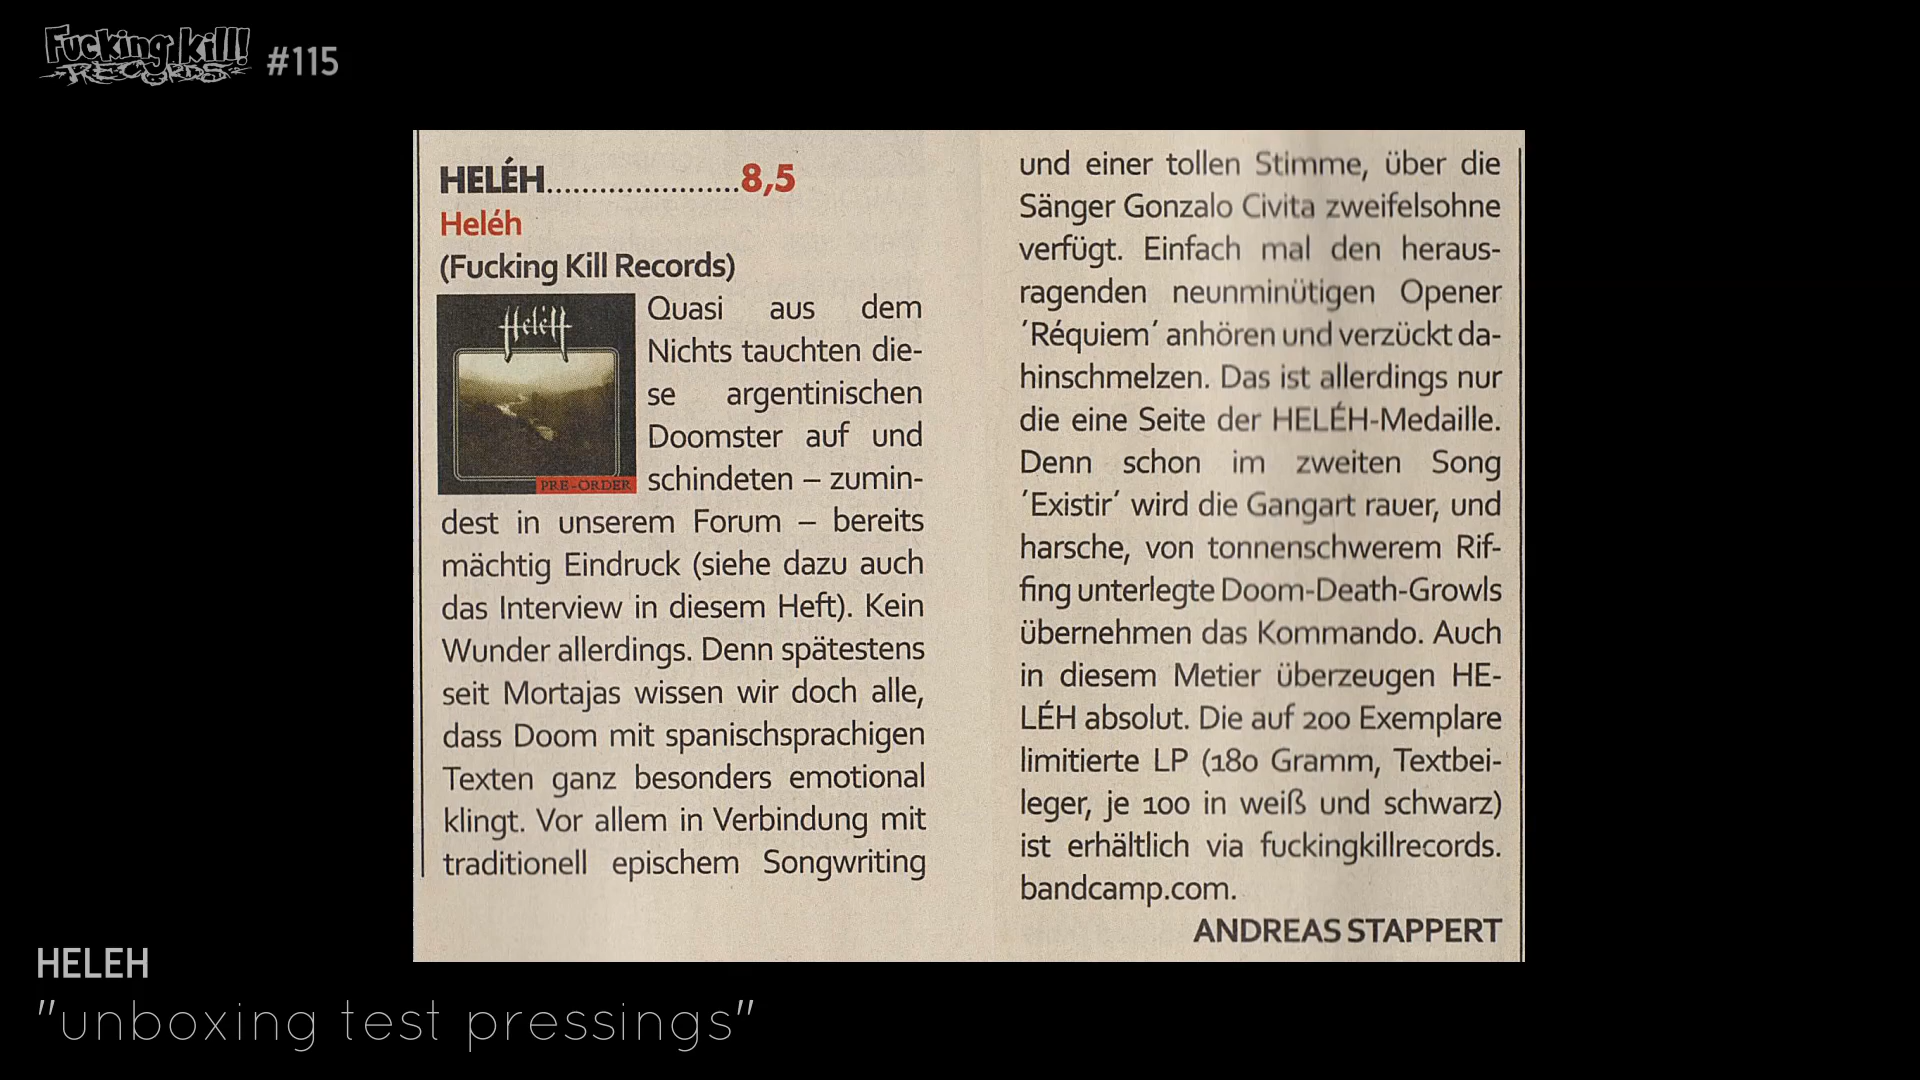 Fucking Kill!
RECORDS
#115
HELÉH.......................8,5
Heléh
(Fucking Kill Records)
HeléH
PRE-ORDER
Quasi aus dem
Nichts tauchten die-
se argentinischen
Doomster auf und
schindeten – zumin-
dest in unserem Forum – bereits
mächtig Eindruck (siehe dazu auch
das Interview in diesem Heft). Kein
Wunder allerdings. Denn spätestens
seit Mortajas wissen wir doch alle,
dass Doom mit spanischsprachigen
Texten ganz besonders emotional
klingt. Vor allem in Verbindung mit
traditionell epischem Songwriting
und einer tollen Stimme, über die
Sänger Gonzalo Civita zweifelsohne
verfügt. Einfach mal den heraus-
ragenden neunminütigen Opener
´Réquiem´ anhören und verzückt da-
hinschmelzen. Das ist allerdings nur
die eine Seite der HELÉH-Medaille.
Denn schon im zweiten Song
´Existir´ wird die Gangart rauer, und
harsche, von tonnenschwerem Rif-
fing unterlegte Doom-Death-Growls
übernehmen das Kommando. Auch
in diesem Metier überzeugen HE-
LÉH absolut. Die auf 200 Exemplare
limitierte LP (180 Gramm, Textbei-
leger, je 100 in weiß und schwarz)
ist erhältlich via fuckingkillrecords.
bandcamp.com.
ANDREAS STAPPERT
HELEH
"unboxing test pressings"